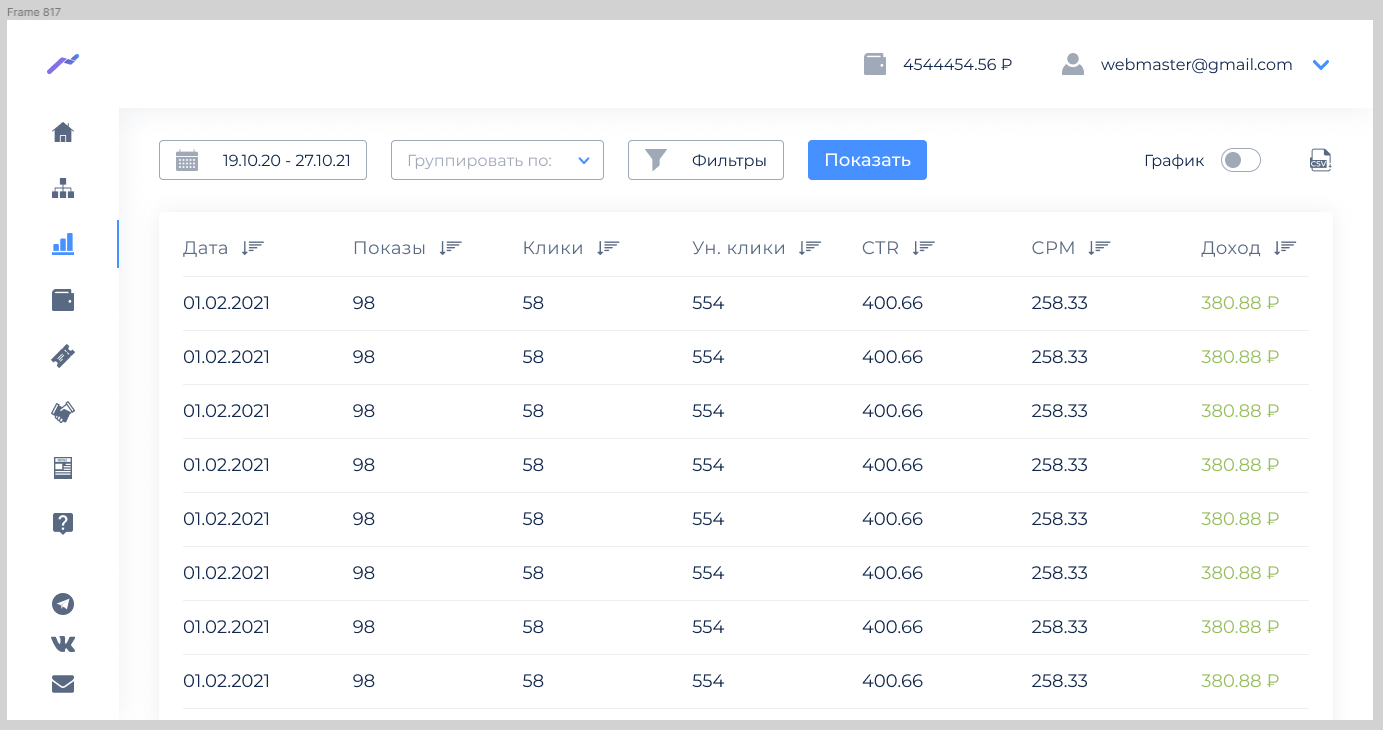 Frame 817
4544454.56 ₽ webmaster@gmail.com
19.10.20 - 27.10.21 Группировать по: Фильтры Показать График CSV
Дата Показы Клики Ун. клики CTR CPM Доход
01.02.2021 98 58 554 400.66 258.33 380.88 ₽
01.02.2021 98 58 554 400.66 258.33 380.88 ₽
01.02.2021 98 58 554 400.66 258.33 380.88 ₽
01.02.2021 98 58 554 400.66 258.33 380.88 ₽
01.02.2021 98 58 554 400.66 258.33 380.88 ₽
01.02.2021 98 58 554 400.66 258.33 380.88 ₽
01.02.2021 98 58 554 400.66 258.33 380.88 ₽
01.02.2021 98 58 554 400.66 258.33 380.88 ₽